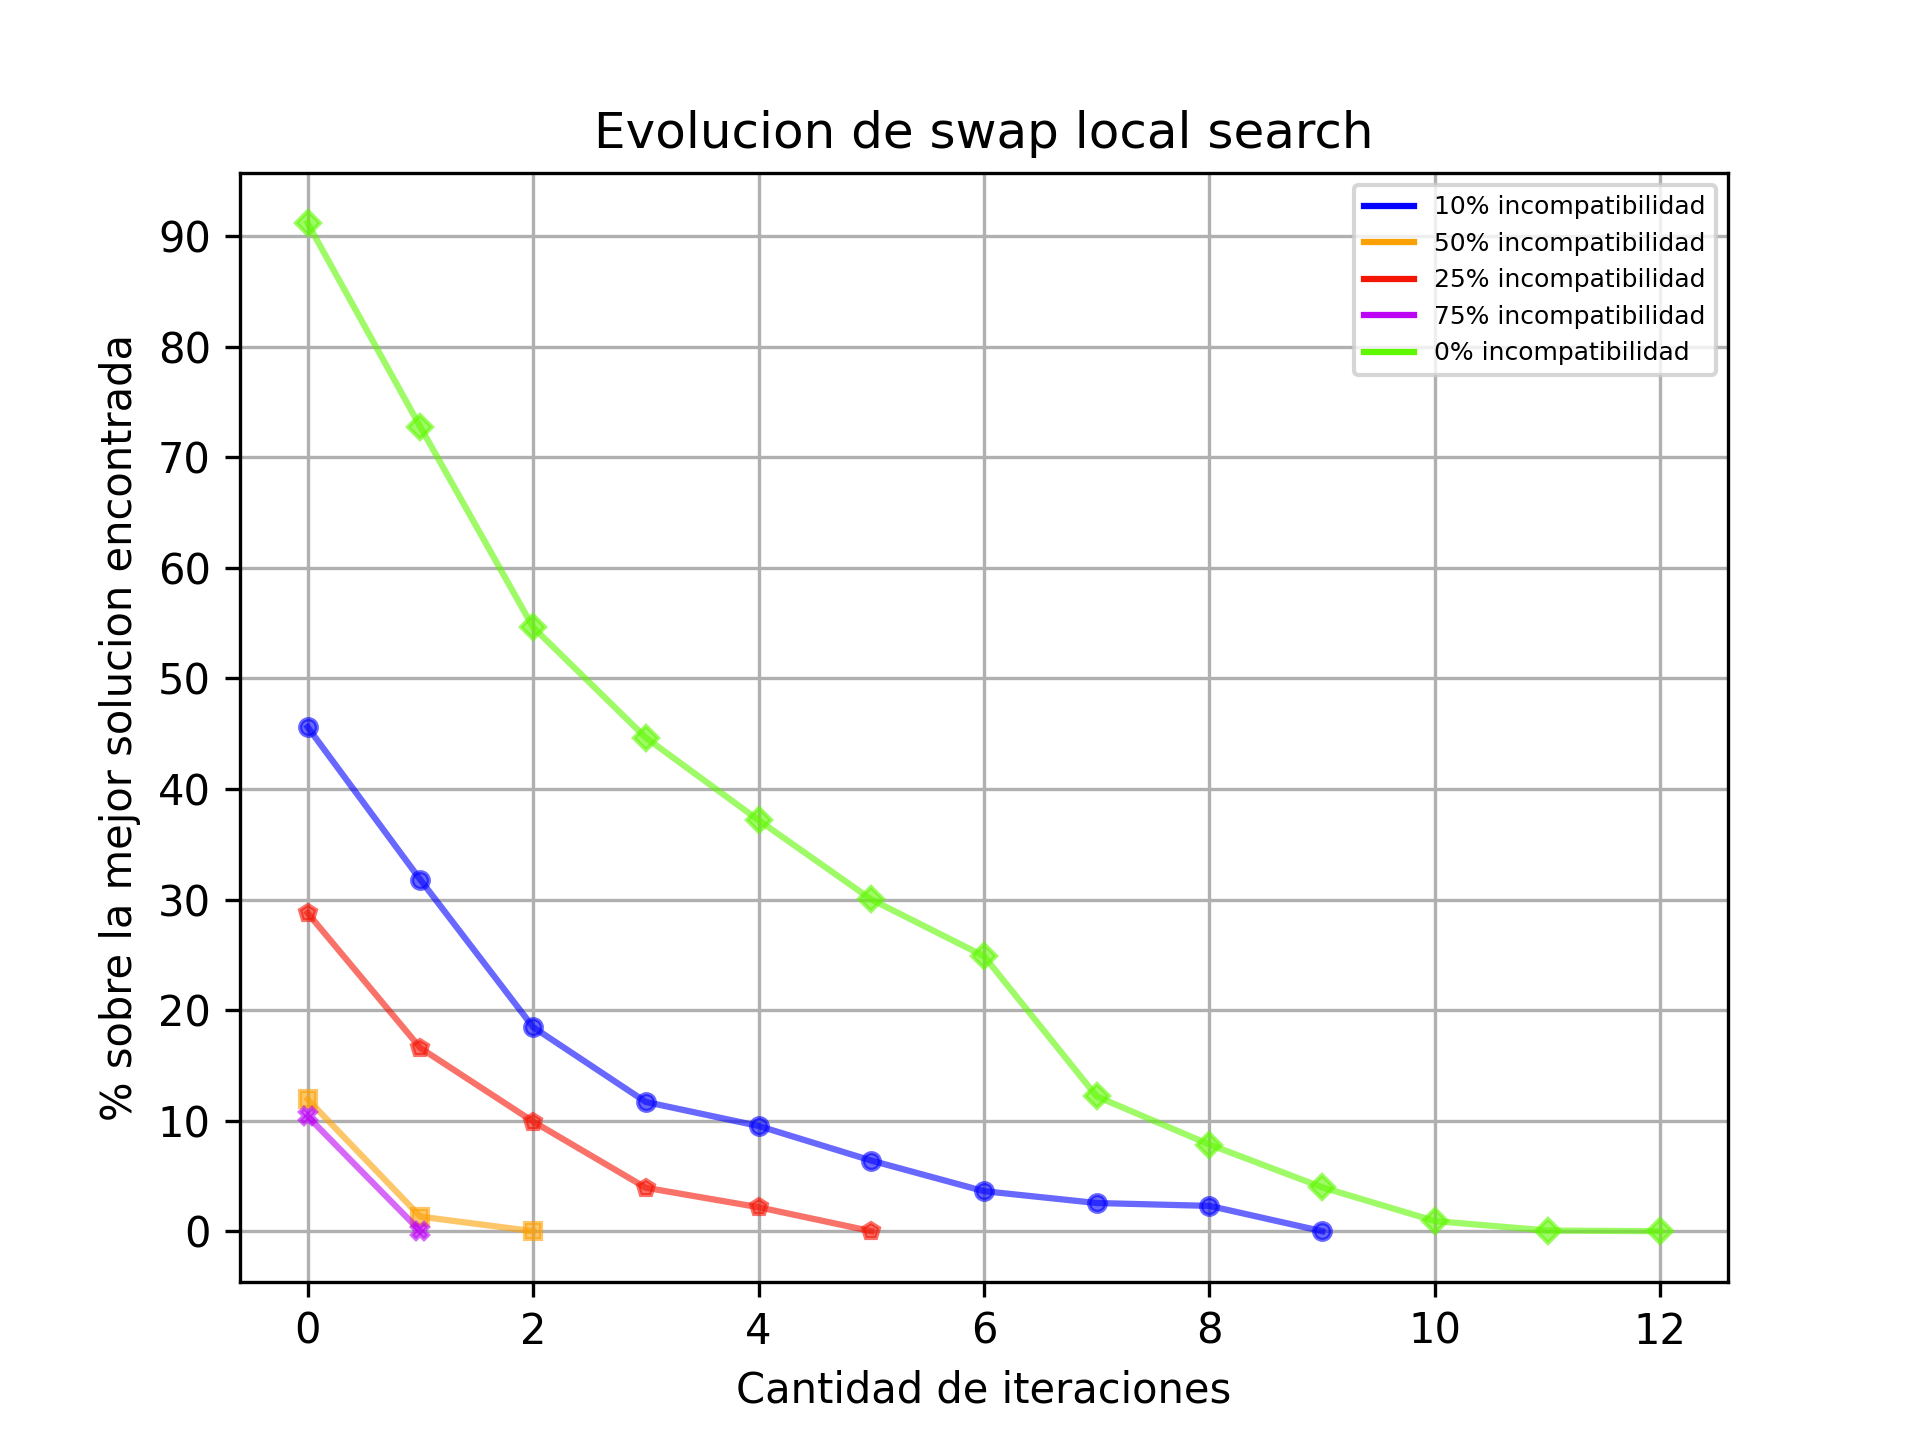 Evolucion de swap local search
10% incompatibilidad
50% incompatibilidad
25% incompatibilidad
75% incompatibilidad
0% incompatibilidad
% sobre la mejor solucion encontrada
90
80
70
60
50
40
30
20
10
0
0 2 4 6 8 10 12
Cantidad de iteraciones